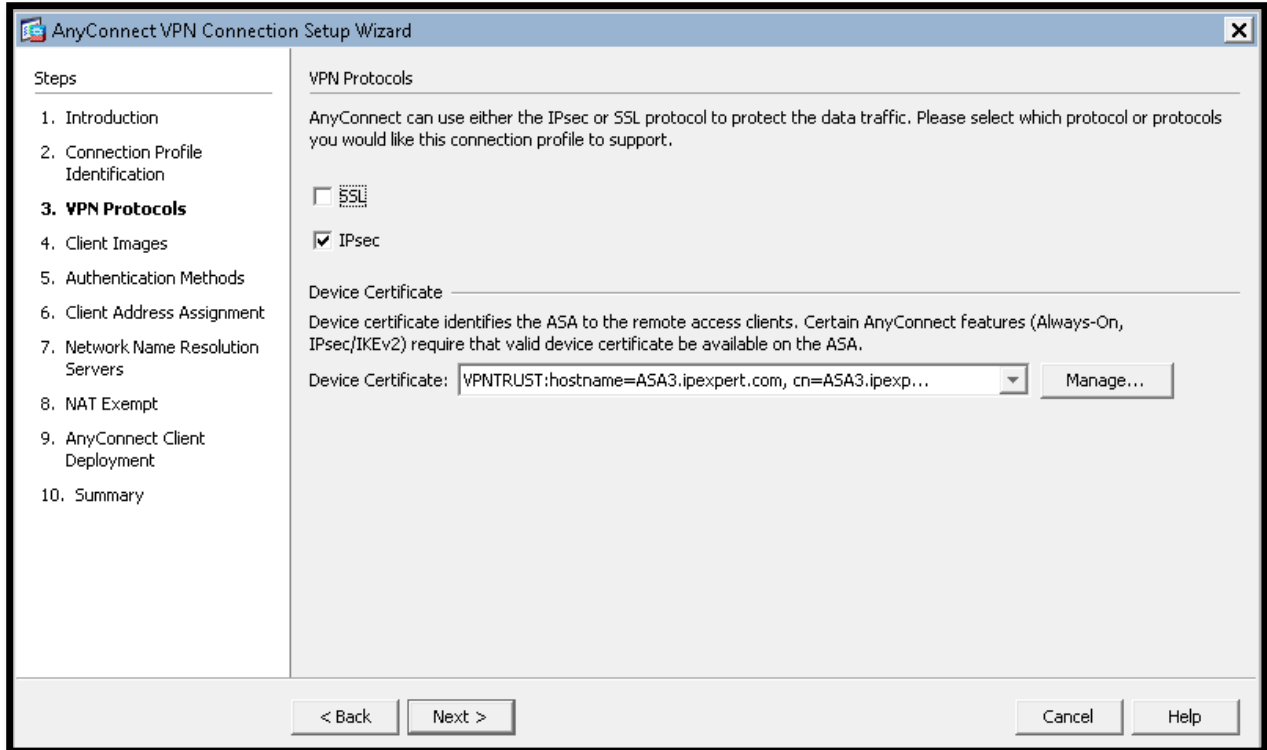 AnyConnect VPN Connection Setup Wizard
Steps
1. Introduction
2. Connection Profile
Identification
3. VPN Protocols
4. Client Images
5. Authentication Methods
6. Client Address Assignment
7. Network Name Resolution
Servers
8. NAT Exempt
9. AnyConnect Client
Deployment
10. Summary
VPN Protocols
AnyConnect can use either the IPsec or SSL protocol to protect the data traffic. Please select which protocol or protocols
you would like this connection profile to support.
SSL
IPsec
Device Certificate
Device certificate identifies the ASA to the remote access clients. Certain AnyConnect features (Always-On,
IPsec/IKEv2) require that valid device certificate be available on the ASA.
Device Certificate: VPNTRUST:hostname=ASA3.ipexpert.com, cn=ASA3.ipexp... Manage...
< Back Next > Cancel Help